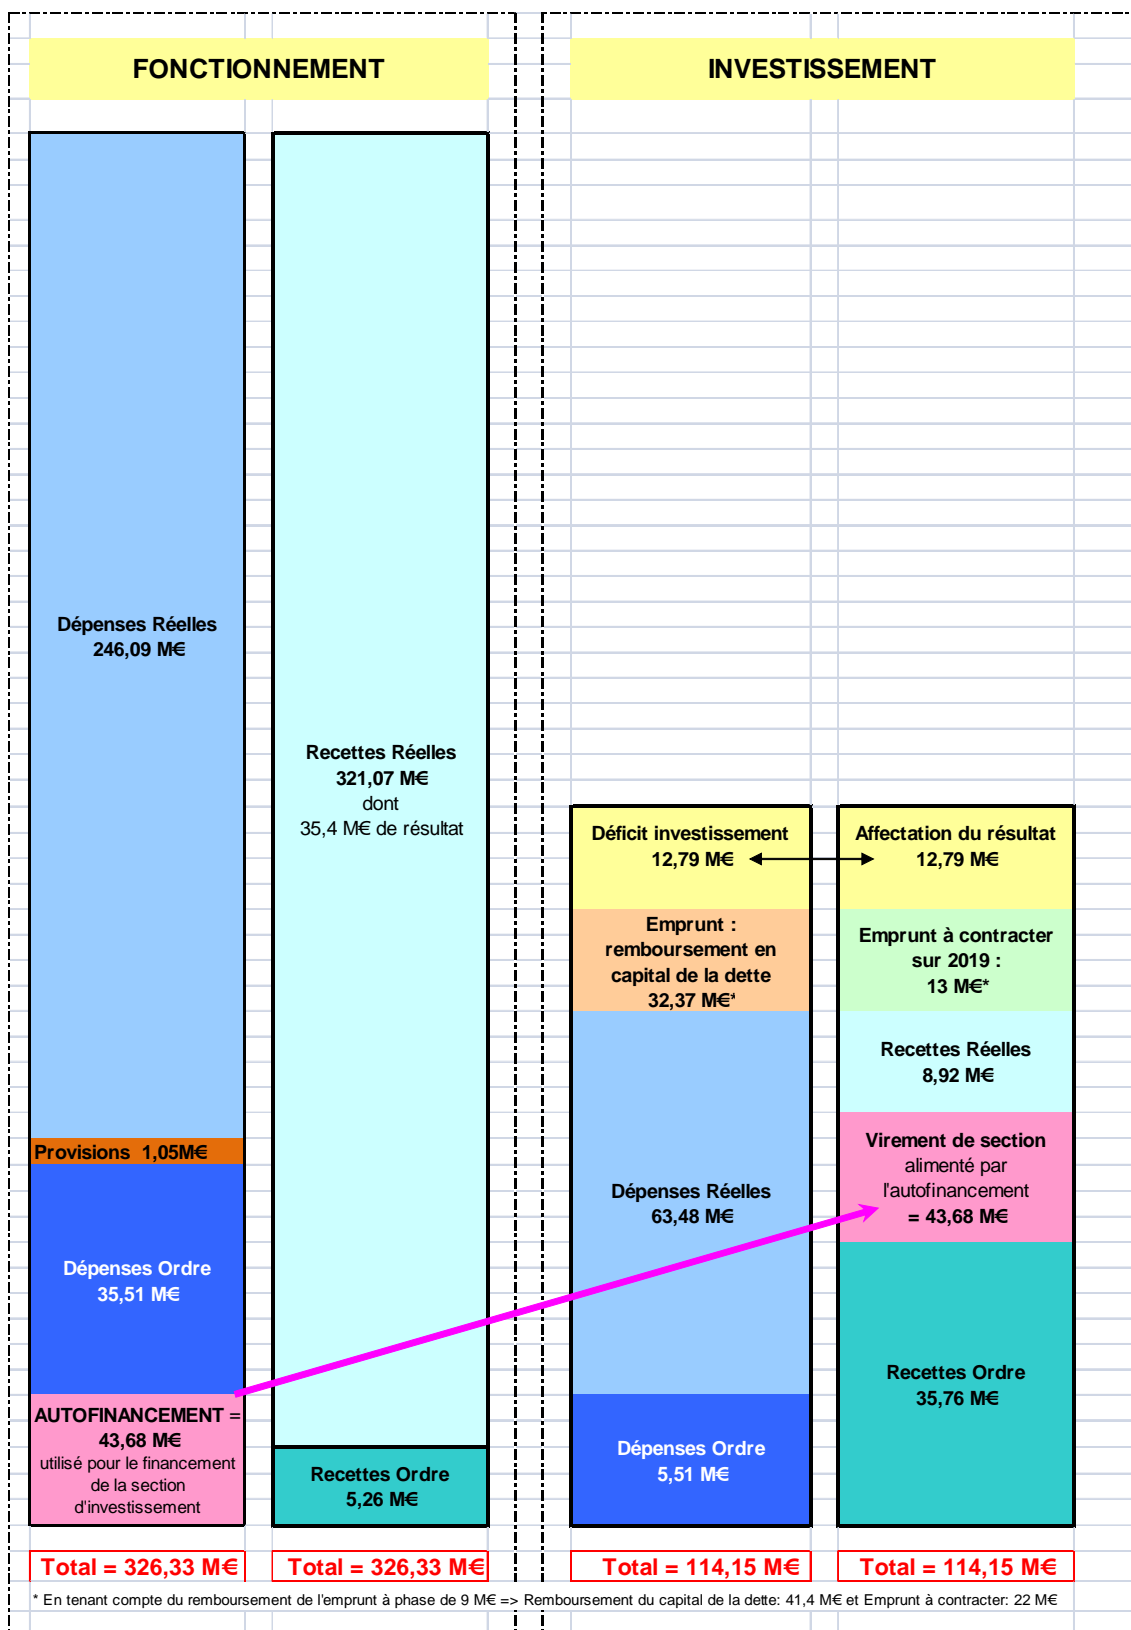 FONCTIONNEMENT
INVESTISSEMENT
Dépenses Réelles
246,09 M€
Provisions 1,05M€
Dépenses Ordre
35,51 M€
AUTOFINANCEMENT =
43,68 M€
utilisé pour le financement
de la section
d'investissement
Total = 326,33 M€
Recettes Réelles
321,07 M€
dont
35,4 M€ de résultat
Recettes Ordre
5,26 M€
Total = 326,33 M€
Déficit investissement
12,79 M€
Emprunt :
remboursement en
capital de la dette
32,37 M€*
Dépenses Réelles
63,48 M€
Dépenses Ordre
5,51 M€
Total = 114,15 M€
Affectation du résultat
12,79 M€
Emprunt à contracter
sur 2019 :
13 M€*
Recettes Réelles
8,92 M€
Virement de section
alimenté par
l'autofinancement
= 43,68 M€
Recettes Ordre
35,76 M€
Total = 114,15 M€
* En tenant compte du remboursement de l'emprunt à phase de 9 M€ => Remboursement du capital de la dette: 41,4 M€ et Emprunt à contracter: 22 M€